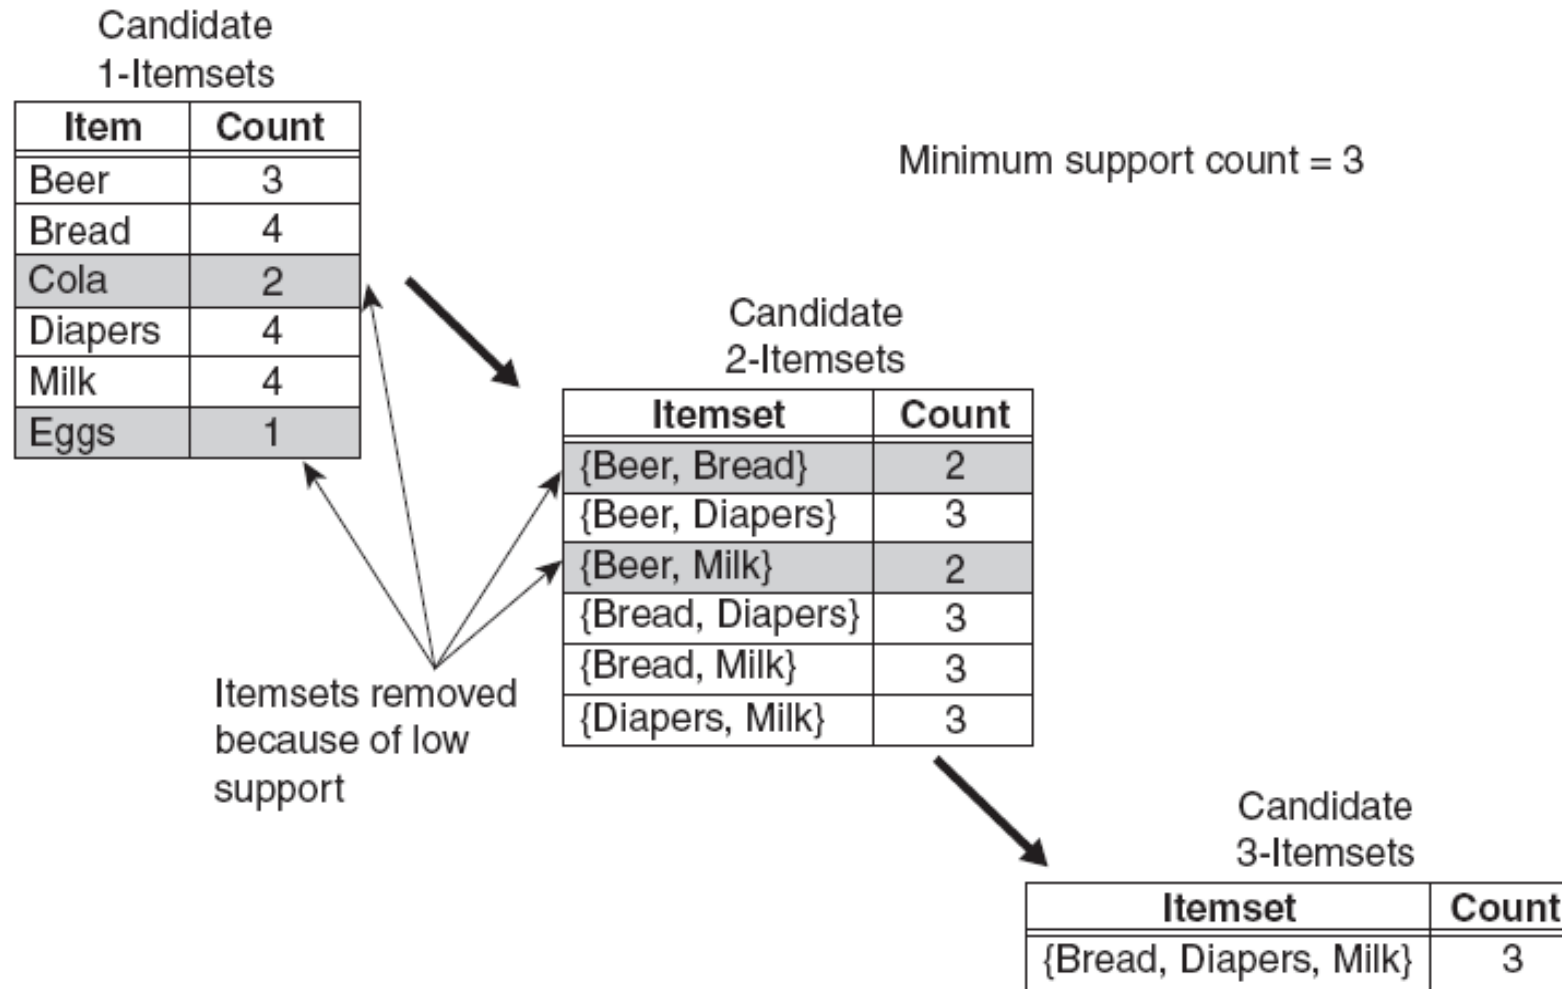 Candidate
1-Itemsets
Item Count
Beer 3
Bread 4
Cola 2
Diapers 4
Milk 4
Eggs 1
Minimum support count = 3
Candidate
2-Itemsets
Itemset Count
{Beer, Bread} 2
{Beer, Diapers} 3
{Beer, Milk} 2
{Bread, Diapers} 3
{Bread, Milk} 3
{Diapers, Milk} 3
Itemsets removed
because of low
support
Candidate
3-Itemsets
Itemset Count
{Bread, Diapers, Milk} 3